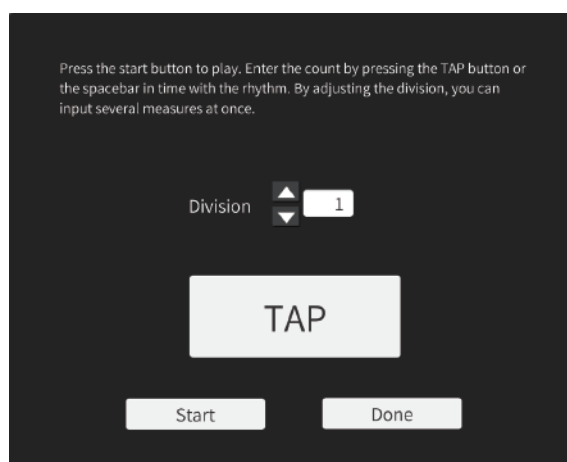 Press the start button to play. Enter the count by pressing the TAP button or
the spacebar in time with the rhythm. By adjusting the division, you can
input several measures at once.
Division 1
TAP
Start Done